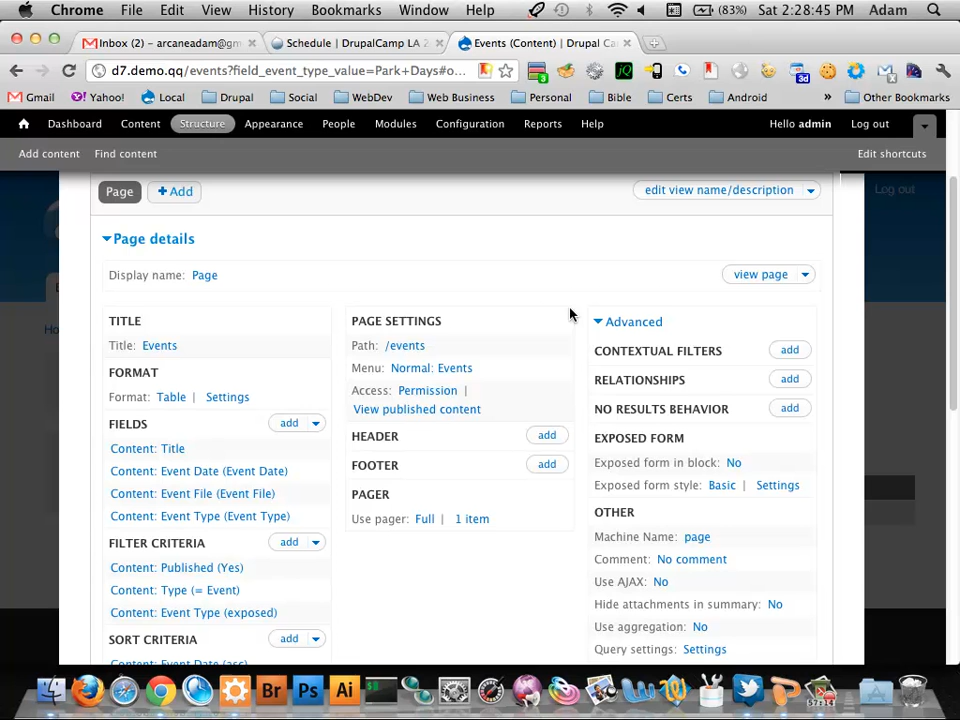 Chrome File Edit View History Bookmarks Window Help (83%) Sat 2:28:45 PM Adam
Inbox (2) - arcaneadam@gm Schedule | DrupalCamp LA 2 Events (Content) | Drupal Ca
d7.demo.qq/events?field_event_type_value=Park+Days#o...
Gmail Yahoo! Local Drupal Social WebDev Web Business Personal Bible Certs Android » Other Bookmarks
Dashboard Content Structure Appearance People Modules Configuration Reports Help Hello admin Log out
Add content Find content Edit shortcuts
Log out
Page + Add edit view name/description
Page details
Display name: Page view page
TITLE PAGE SETTINGS Advanced
Title: Events Path: /events CONTEXTUAL FILTERS add
FORMAT Menu: Normal: Events RELATIONSHIPS add
Format: Table | Settings Access: Permission | NO RESULTS BEHAVIOR add
FIELDS add View published content EXPOSED FORM
Content: Title HEADER add Exposed form in block: No
Content: Event Date (Event Date) FOOTER add Exposed form style: Basic | Settings
Content: Event File (Event File) PAGER OTHER
Content: Event Type (Event Type) Use pager: Full | 1 item Machine Name: page
FILTER CRITERIA add Comment: No comment
Content: Published (Yes) Use AJAX: No
Content: Type (= Event) Hide attachments in summary: No
Content: Event Type (exposed) Use aggregation: No
SORT CRITERIA add Query settings: Settings
Content: Event Date (asc)
Br Ps Ai
57:14